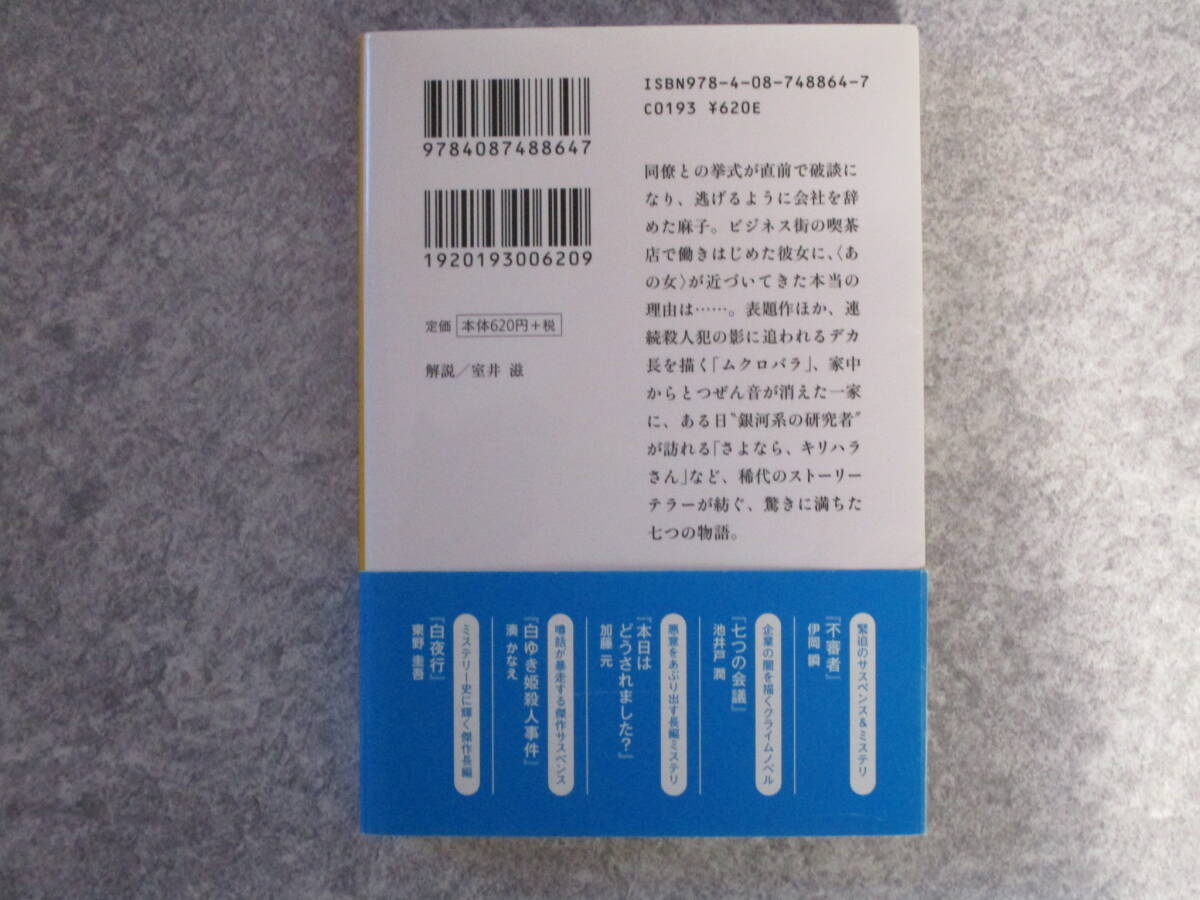 ISBN978-4-08-748864-7
C0193 ¥620E
9784087488647
1920193006209
定価 本体620円+税
解説/室井 滋
同僚との挙式が直前で破談に
なり、逃げるように会社を辞
めた麻子。ビジネス街の喫茶
店で働きはじめた彼女に、〈あ
の女〉が近づいてきた本当の
理由は……。表題作ほか、連
続殺人犯の影に追われるデカ
長を描く「ムクロバラ」、家中
からとつぜん音が消えた一家
に、ある日〝銀河系の研究者〟
が訪れる「さよなら、キリハラ
さん」など、稀代のストーリー
テラーが紡ぐ、驚きに満ちた
七つの物語。
緊迫のサスペンス&ミステリ
『不審者』
伊岡 瞬
企業の闇を描くクライムノベル
『七つの会議』
池井戸 潤
悪意をあぶり出す長編ミステリ
『本日は
どうされました?』
加藤 元
噂話が暴走する傑作サスペンス
『白ゆき姫殺人事件』
湊 かなえ
ミステリー史に輝く傑作長編
『白夜行』
東野 圭吾